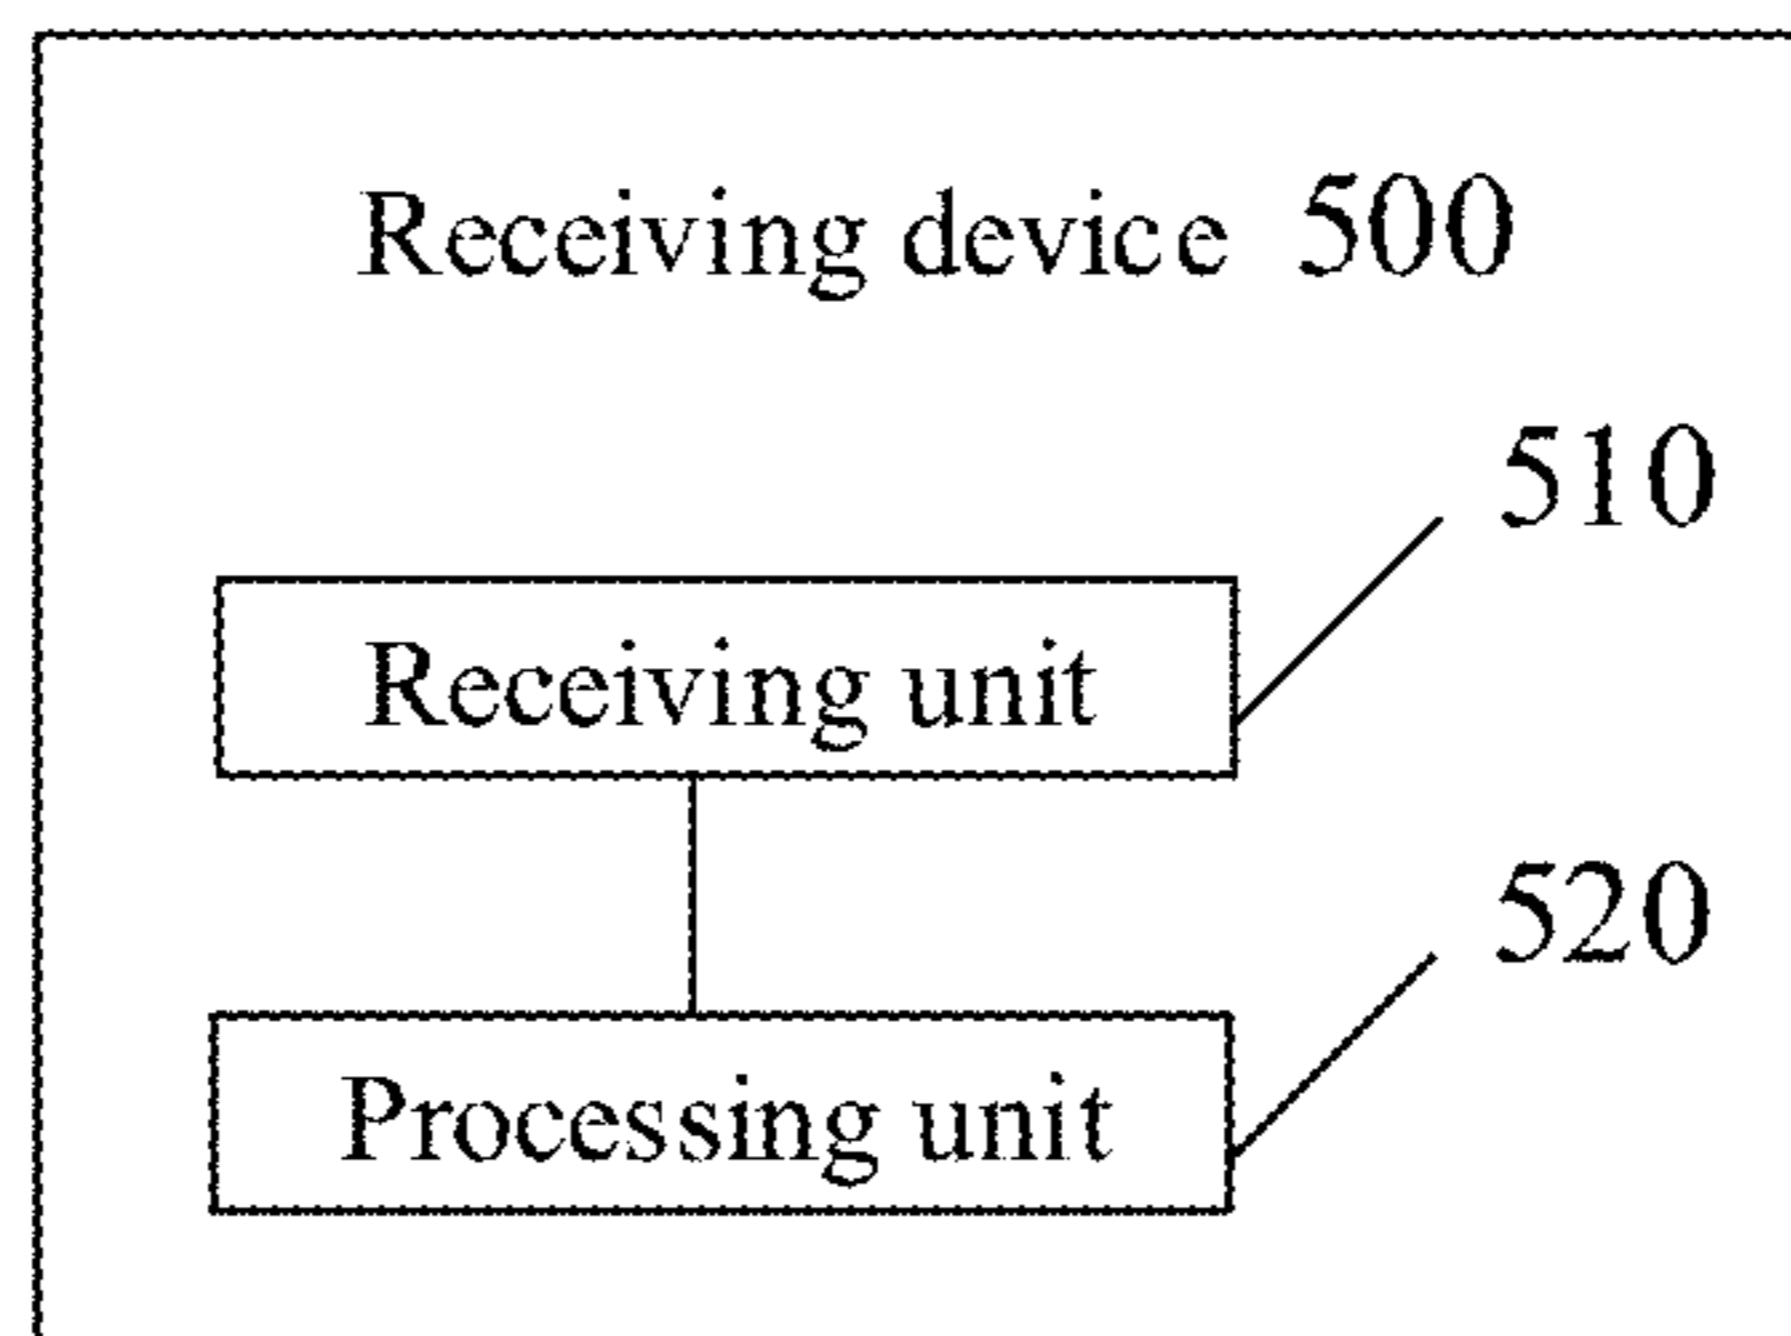 Receiving device 500
510
Receiving unit
520
Processing unit